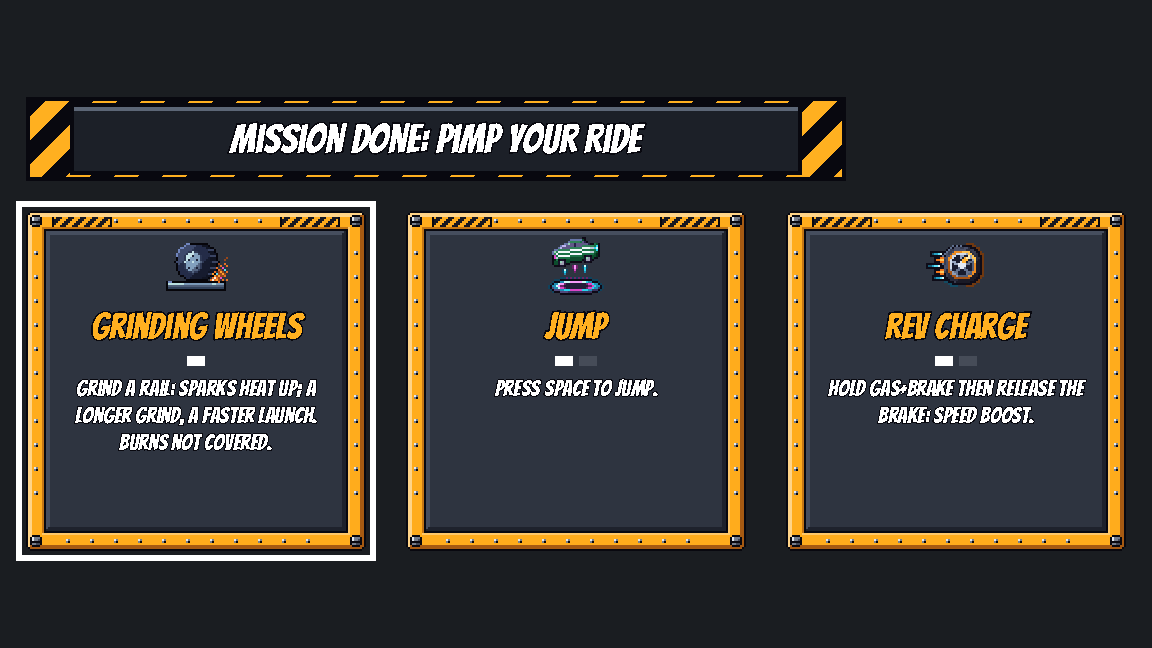 MISSION DONE: PIMP YOUR RIDE
GRINDING WHEELS
GRIND A RAIL: SPARKS HEAT UP; A
LONGER GRIND, A FASTER LAUNCH.
BURNS NOT COVERED.
JUMP
PRESS SPACE TO JUMP.
REV CHARGE
HOLD GAS+BRAKE THEN RELEASE THE
BRAKE: SPEED BOOST.